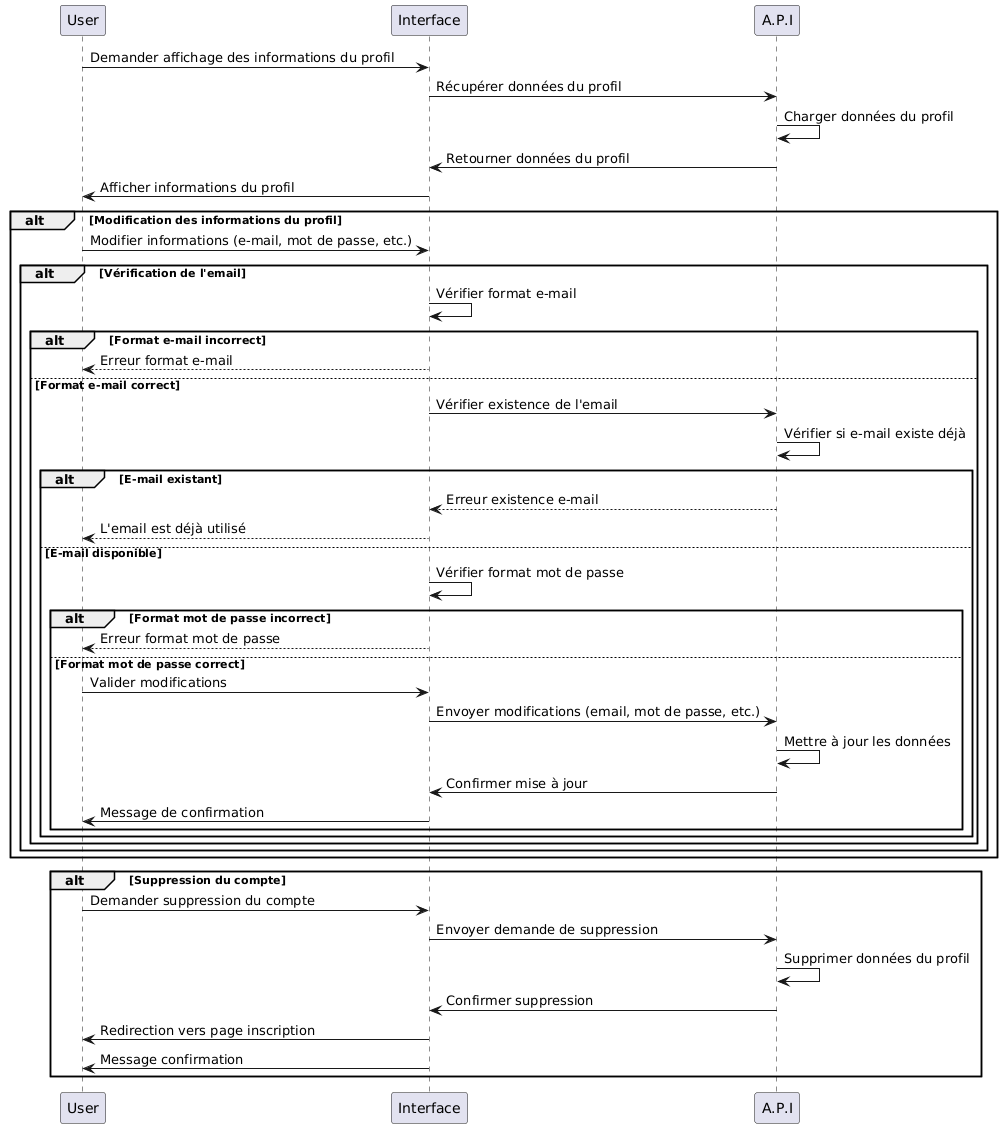 User Interface A.P.I
Demander affichage des informations du profil
Récupérer données du profil
Charger données du profil
Retourner données du profil
Afficher informations du profil
alt [Modification des informations du profil]
Modifier informations (e-mail, mot de passe, etc.)
alt [Vérification de l'email]
Vérifier format e-mail
alt [Format e-mail incorrect]
Erreur format e-mail
[Format e-mail correct]
Vérifier existence de l'email
Vérifier si e-mail existe déjà
alt [E-mail existant]
Erreur existence e-mail
L'email est déjà utilisé
[E-mail disponible]
Vérifier format mot de passe
alt [Format mot de passe incorrect]
Erreur format mot de passe
[Format mot de passe correct]
Valider modifications
Envoyer modifications (email, mot de passe, etc.)
Mettre à jour les données
Confirmer mise à jour
Message de confirmation
alt [Suppression du compte]
Demander suppression du compte
Envoyer demande de suppression
Supprimer données du profil
Confirmer suppression
Redirection vers page inscription
Message confirmation
User Interface A.P.I